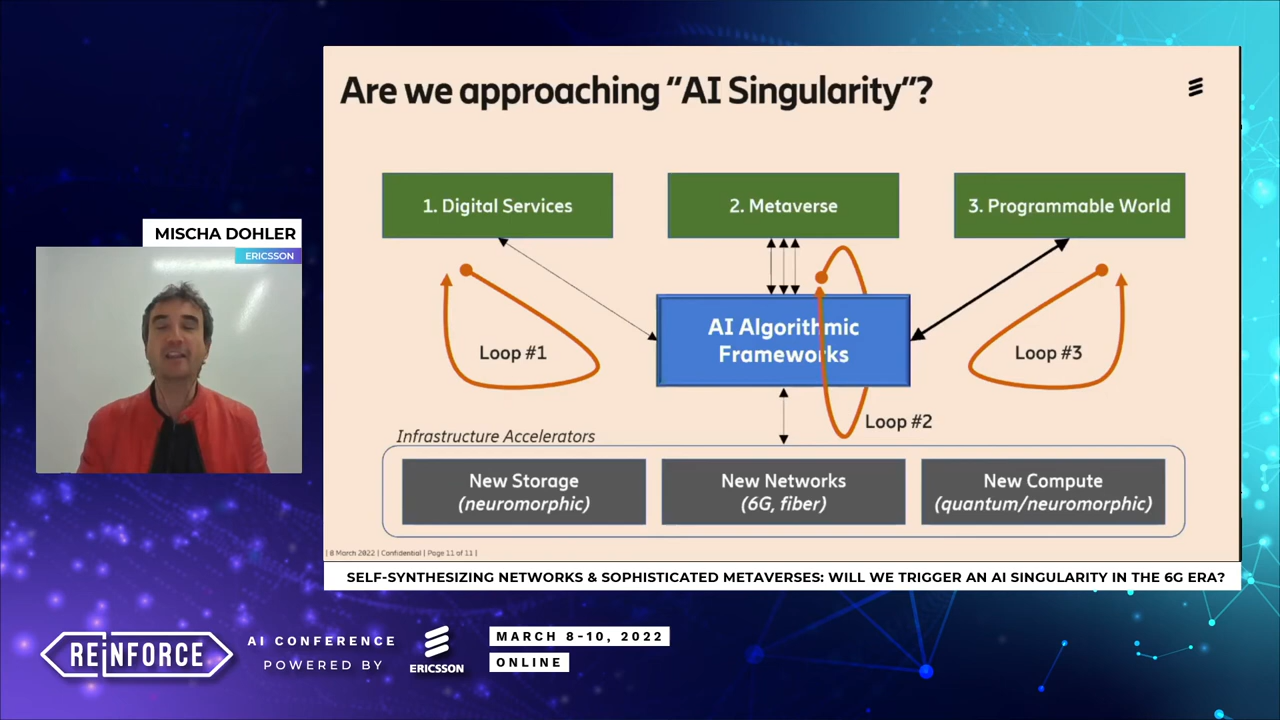 Are we approaching “AI Singularity“?
1. Digital Services
2. Metaverse
3. Programmable World
AI Algorithmic
Frameworks
Loop #1
Loop #3
Loop #2
Infrastructure Accelerators
New Storage
(neuromorphic)
New Networks
(6G, fiber)
New Compute
(quantum/neuromorphic)
| 8 March 2022 | Confidential | Page 11 of 11 |
MISCHA DOHLER
ERICSSON
SELF-SYNTHESIZING NETWORKS & SOPHISTICATED METAVERSES: WILL WE TRIGGER AN AI SINGULARITY IN THE 6G ERA?
REiNFORCE
AI CONFERENCE
POWERED BY
ERICSSON
MARCH 8-10, 2022
ONLINE